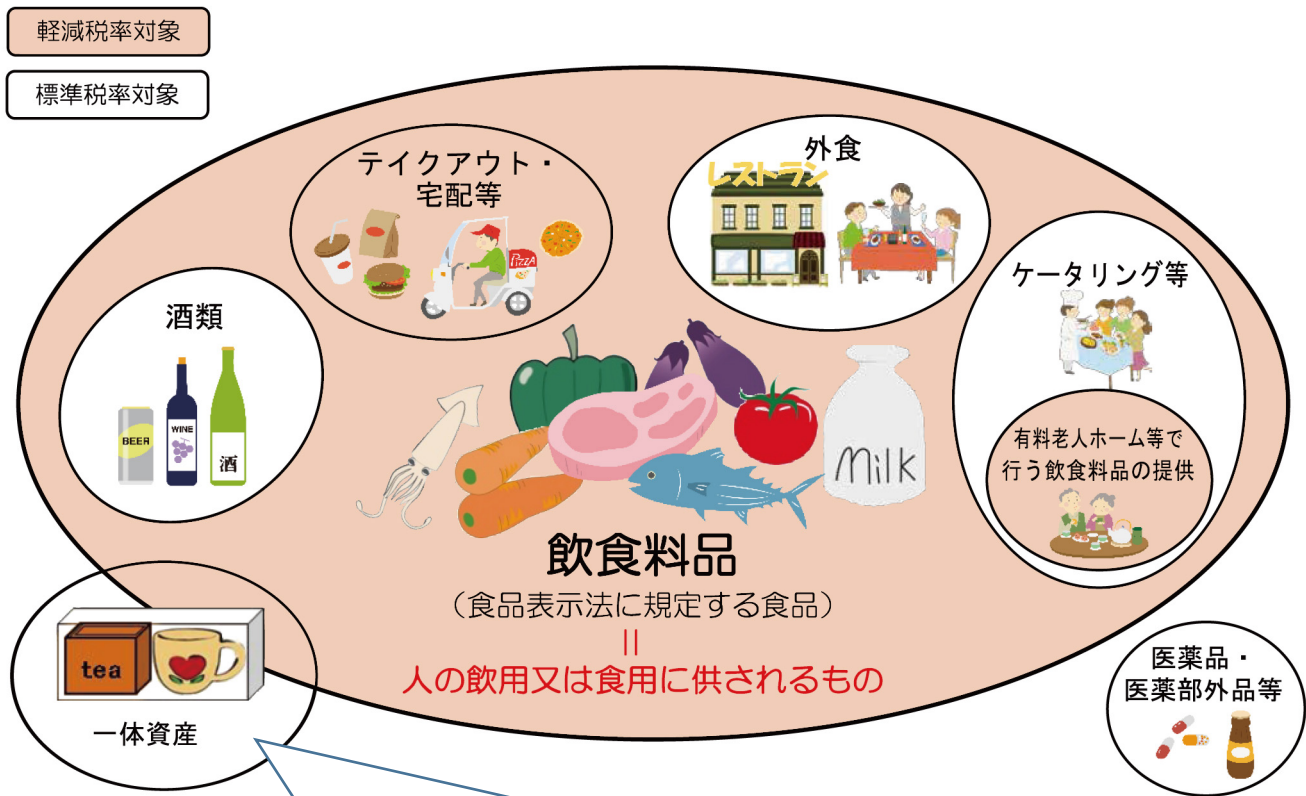 軽減税率対象
標準税率対象
テイクアウト・
宅配等
PIZZA
外食
レストラン
ケータリング等
有料老人ホーム等で
行う飲食料品の提供
酒類
BEER
WINE
酒
Milk
飲食料品
（食品表示法に規定する食品）
＝
人の飲用又は食用に供されるもの
tea
一体資産
医薬品・
医薬部外品等